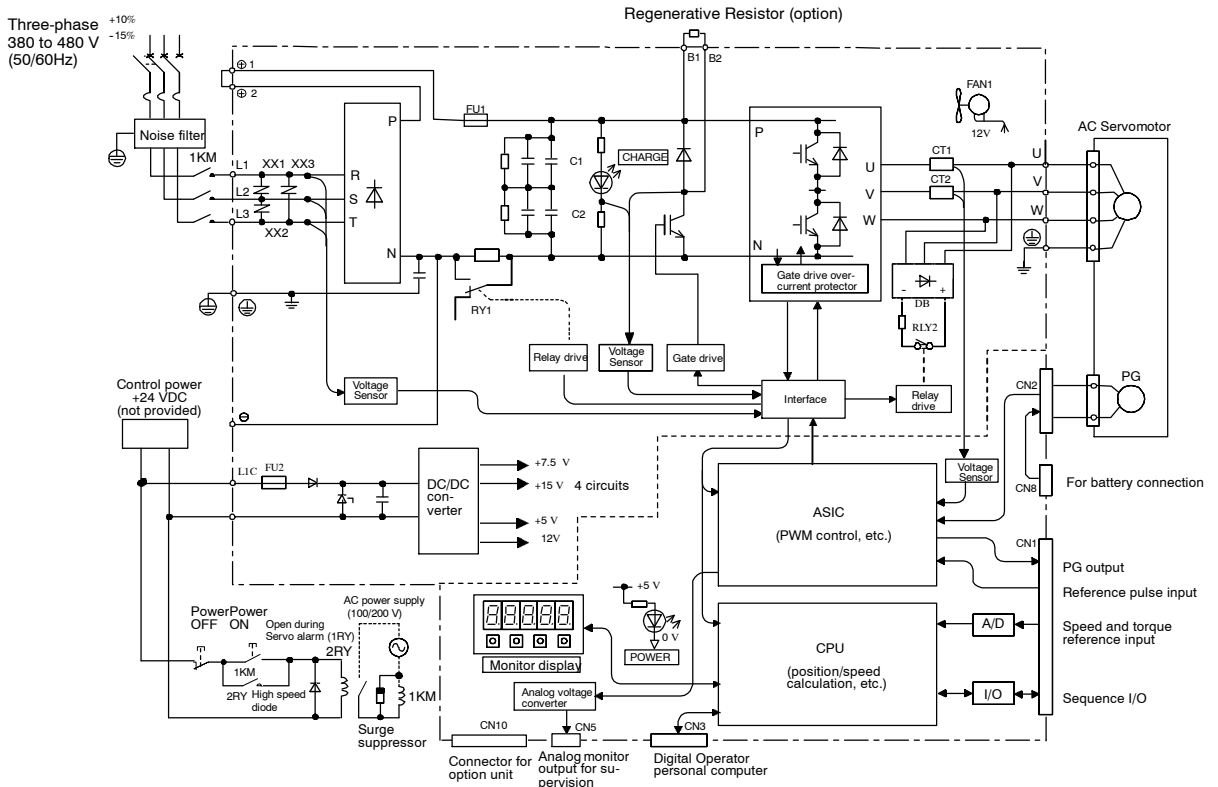 Regenerative Resistor (option)
Three-phase
380 to 480 V
(50/60Hz)
+10%
-15%
B1 B2
1
2
FAN1
12V
AC Servomotor
Noise filter
1KM
FU1
P
P
L1
L2
L3
XX1 XX3
XX2
R
S
T
N
C1
CHARGE
C2
U
V
W
N
CT1
CT2
U
V
W
Gate drive over-
current protector
- +
DB
RLY2
RY1
Relay drive
Voltage
Sensor
Gate drive
Voltage
Sensor
Interface
Relay
drive
CN2
PG
Control power
+24 VDC
(not provided)
L1C FU2
DC/DC
con-
verter
+7.5 V
+15 V 4 circuits
+5 V
12V
Voltage
Sensor
CN8
For battery connection
ASIC
(PWM control, etc.)
CN1
PG output
Reference pulse input
A/D
Speed and torque
reference input
CPU
(position/speed
calculation, etc.)
I/O
Sequence I/O
+5 V
0 V
POWER
Monitor display
Analog voltage
converter
Power Power
OFF ON
Open during
Servo alarm (1RY)
2RY
1KM
2RY High speed
diode
AC power supply
(100/200 V)
1KM
Surge
suppressor
CN10
Connector for
option unit
CN5
Analog monitor
output for su-
pervision
CN3
Digital Operator
personal computer